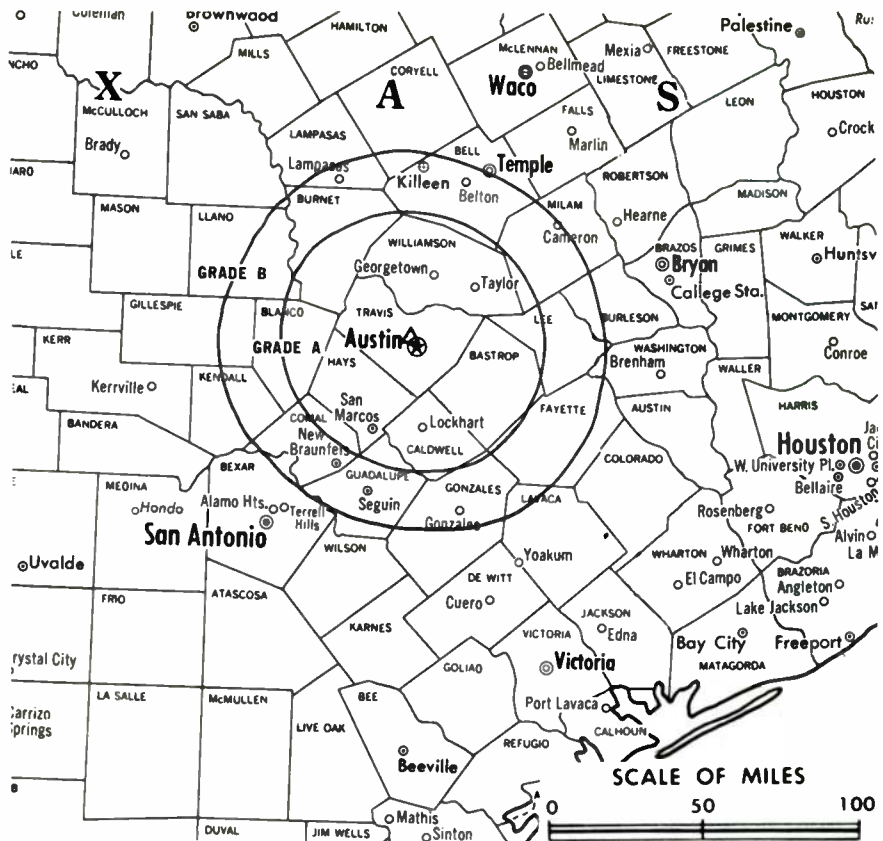 Coleman
Brownwood
HAMILTON
Palestine
MILLS
McLENNAN
Mexia
FREESTONE
NCHO
CORYELL
Bellmead
X
A
Waco
LIMESTONE
S
McCULLOCH
SAN SABA
FALLS
LEON
HOUSTON
LAMPASAS
Marlin
Crock
Brady
BELL
Temple
Lampasas
Killeen
Belton
ROBERTSON
MADISON
MASON
BURNET
MILAM
LLANO
Hearne
Cameron
WALKER
WILLIAMSON
BRAZOS
GRIMES
Huntsv
LE
GRADE B
Georgetown
Bryan
Taylor
College Sta.
GILLESPIE
BLANCO
TRAVIS
LEE
BURLESON
MONTGOMERY
KERR
Austin
WASHINGTON
Conroe
GRADE A
HAYS
BASTROP
Brenham
WALLER
KENDALL
Kerrville
San
Marcos
FAYETTE
AUSTIN
HARRIS
BANDERA
COMAL
Lockhart
New
Braunfels
CALDWELL
Houston
BEXAR
COLORADO
W. University Pl.
GUADALUPE
Bellaire
MEDINA
GONZALES
LAVACA
Hondo
Alamo Hts.
Terrell
Hills
Seguin
Gonzales
Rosenberg
S. Houston
San Antonio
FORT BEND
Alvin
WILSON
La M
Uvalde
Yoakum
WHARTON
Wharton
DE WITT
BRAZORIA
FRIO
ATASCOSA
El Campo
Angleton
Cuero
Lake Jackson
KARNES
JACKSON
VICTORIA
Edna
Bay City
Freeport
rystal City
GOLIAD
Victoria
MATAGORDA
LA SALLE
McMULLEN
BEE
Port Lavaca
Carrizo
Springs
LIVE OAK
CALHOUN
REFUGIO
Beeville
SCALE OF MILES
0 50 100
Mathis
DUVAL
JIM WELLS
Sinton